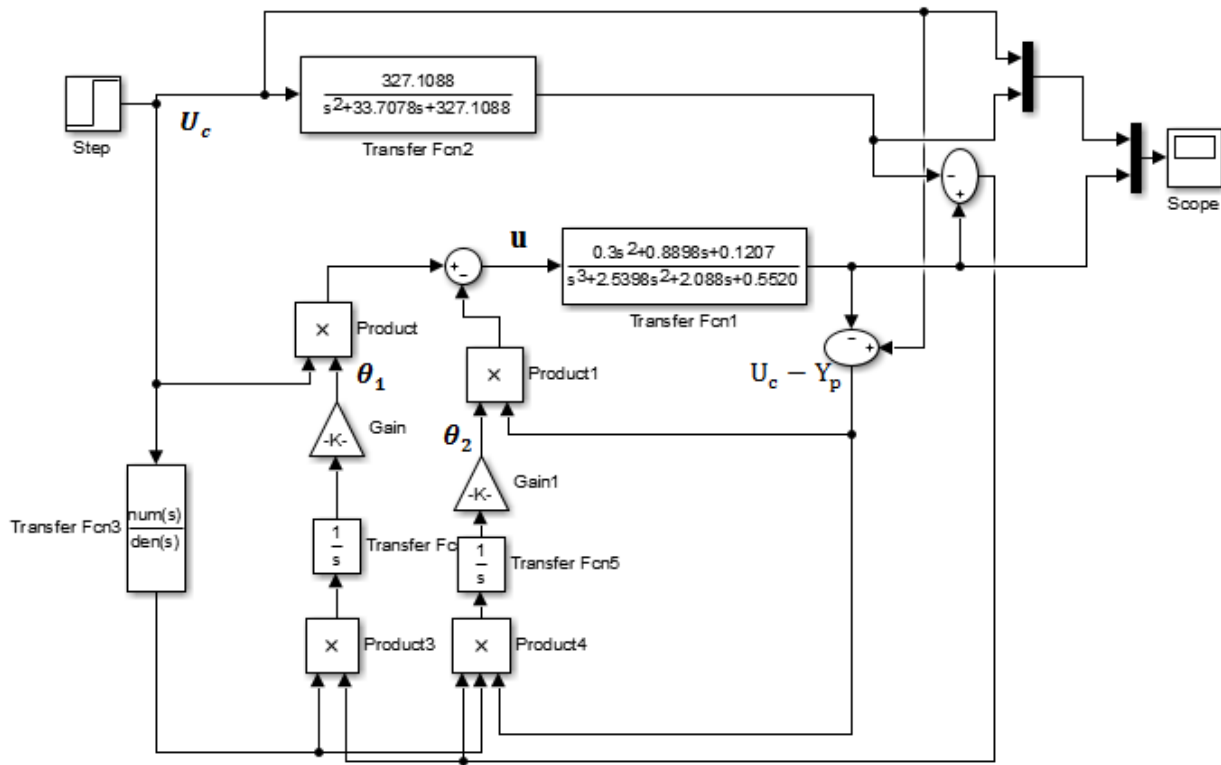 327.1088
s²+33.7078s+327.1088
Transfer Fcn2
Step
U_c
Scope
u
0.3s²+0.8898s+0.1207
s³+2.5398s²+2.088s+0.5520
Transfer Fcn1
Product
θ₁
Product1
U_c − Y_p
θ₂
-K-
Gain
-K-
Gain1
num(s)
den(s)
Transfer Fcn3
1
s
Transfer Fc
1
s
Transfer Fcn5
Product3
Product4